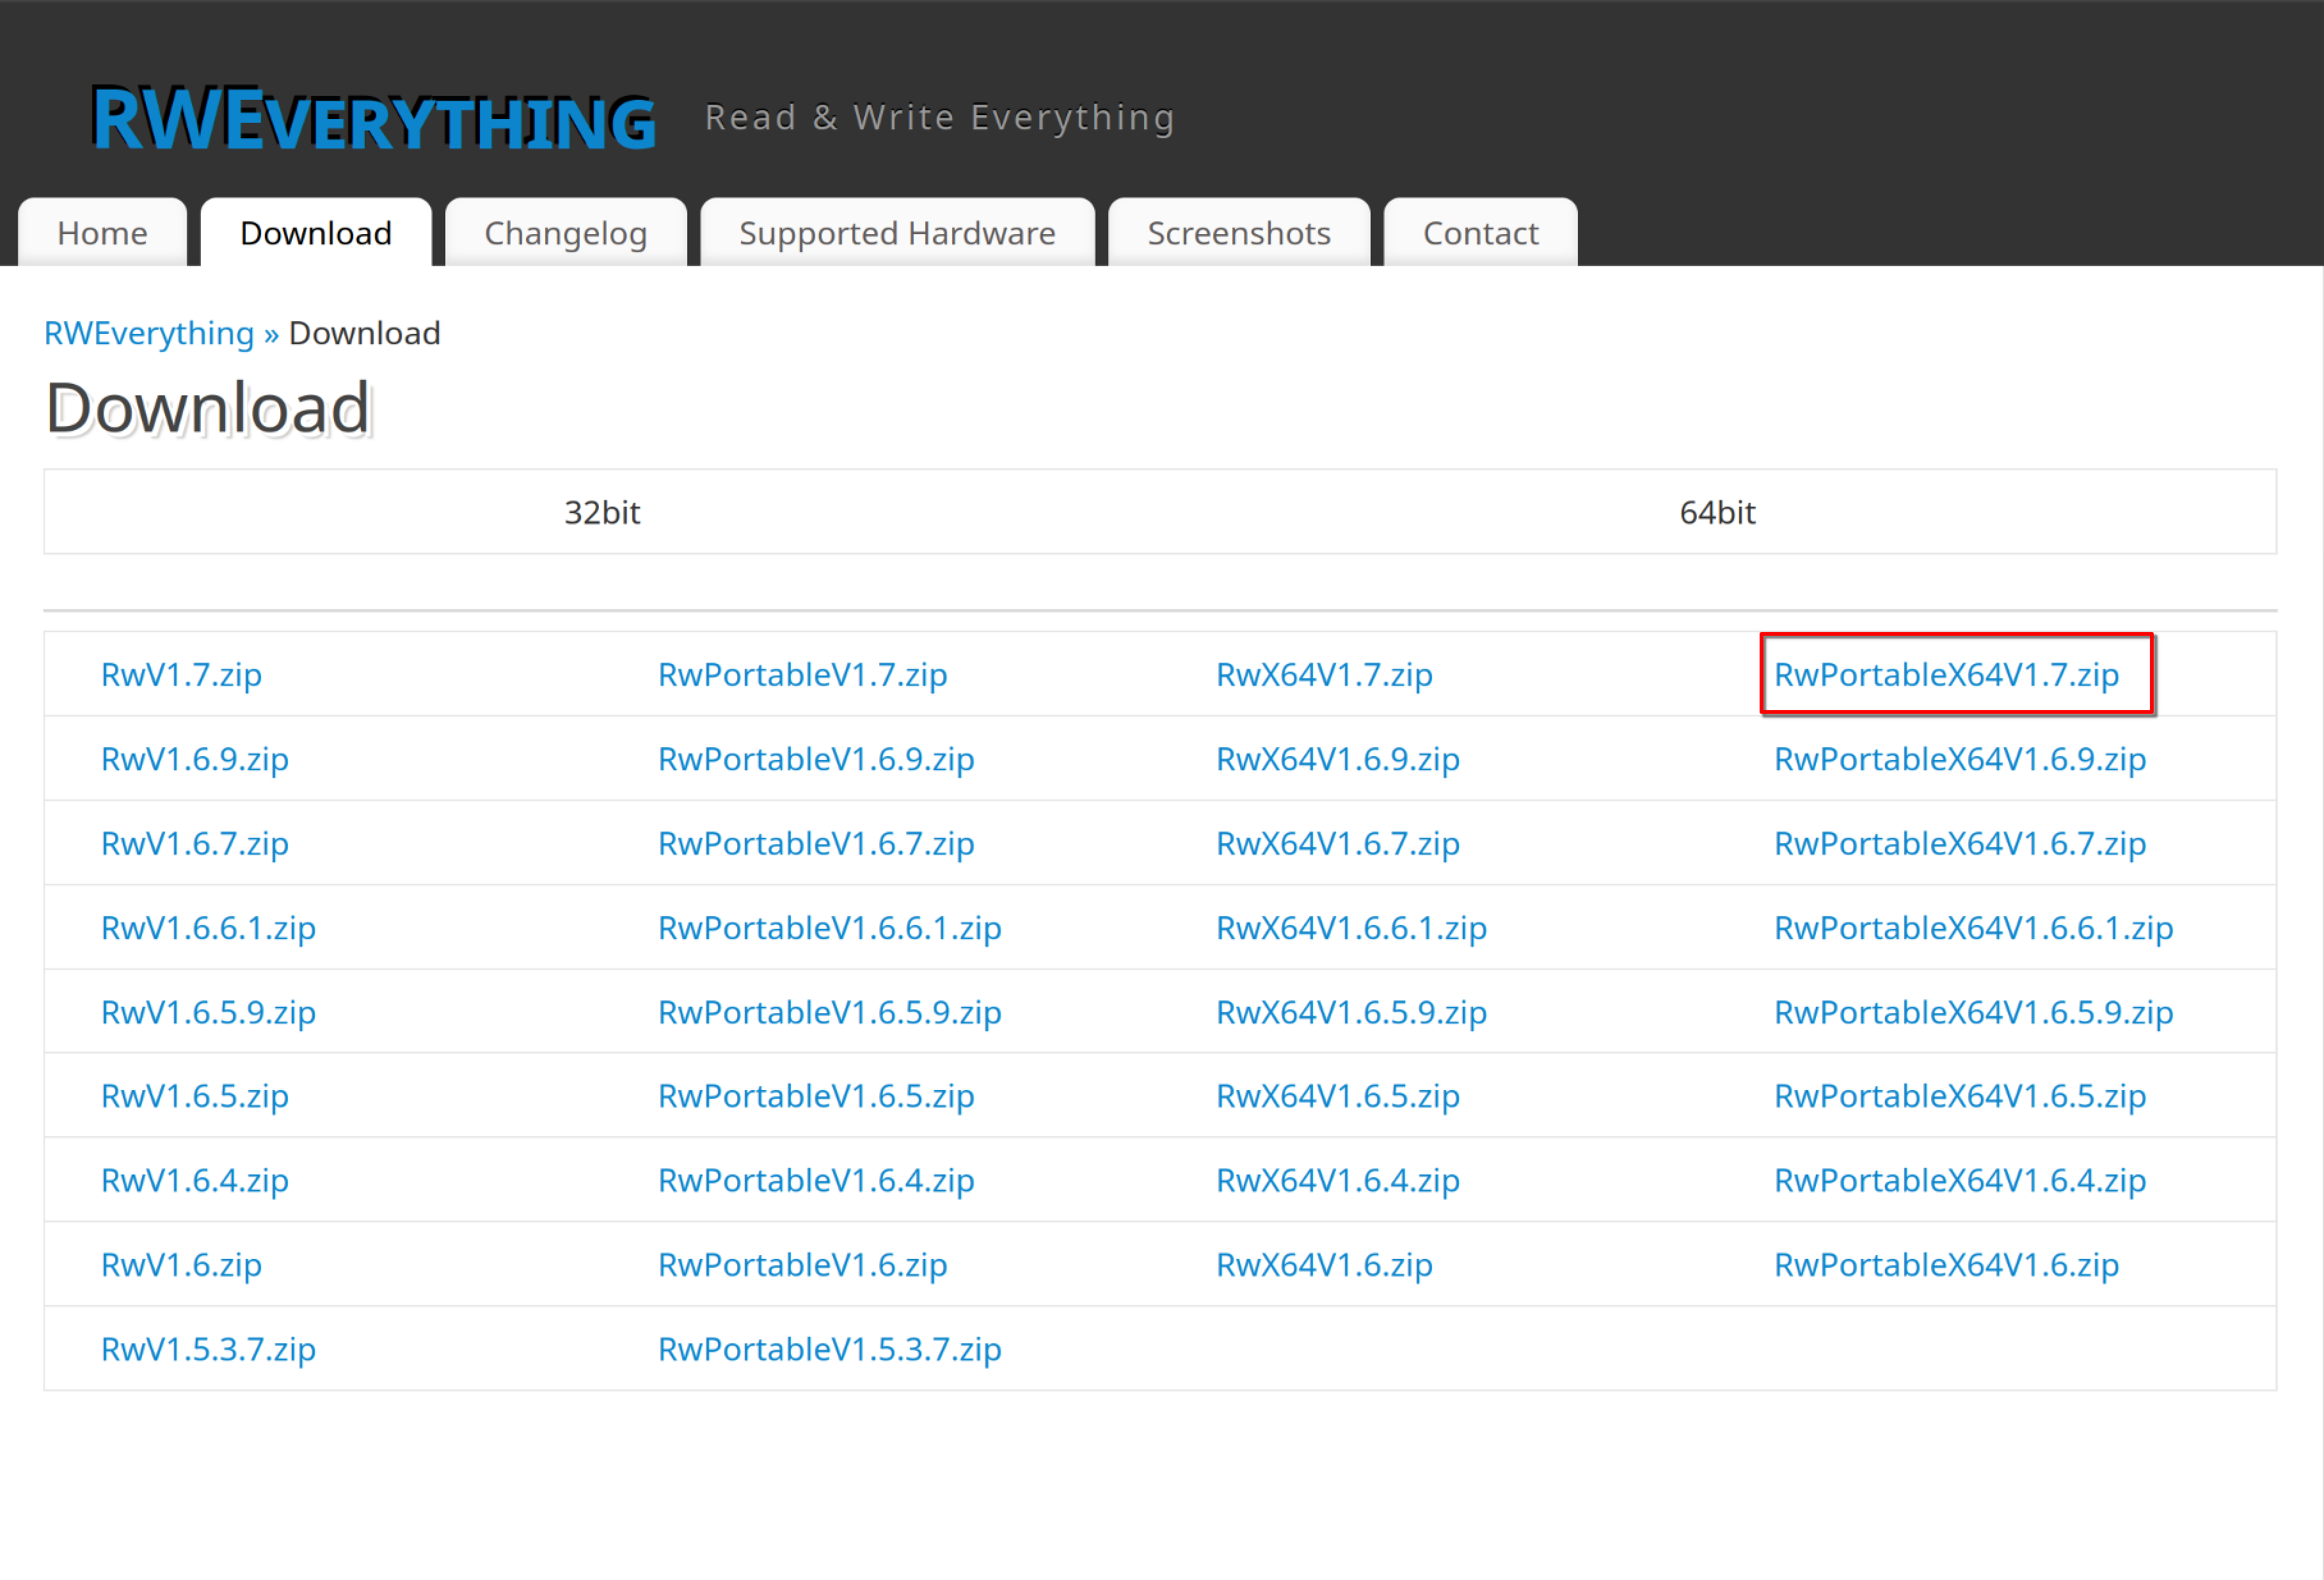 RWEVERYTHING Read & Write Everything
Home Download Changelog Supported Hardware Screenshots Contact
RWEverything » Download
Download
32bit 64bit
RwV1.7.zip RwPortableV1.7.zip RwX64V1.7.zip RwPortableX64V1.7.zip
RwV1.6.9.zip RwPortableV1.6.9.zip RwX64V1.6.9.zip RwPortableX64V1.6.9.zip
RwV1.6.7.zip RwPortableV1.6.7.zip RwX64V1.6.7.zip RwPortableX64V1.6.7.zip
RwV1.6.6.1.zip RwPortableV1.6.6.1.zip RwX64V1.6.6.1.zip RwPortableX64V1.6.6.1.zip
RwV1.6.5.9.zip RwPortableV1.6.5.9.zip RwX64V1.6.5.9.zip RwPortableX64V1.6.5.9.zip
RwV1.6.5.zip RwPortableV1.6.5.zip RwX64V1.6.5.zip RwPortableX64V1.6.5.zip
RwV1.6.4.zip RwPortableV1.6.4.zip RwX64V1.6.4.zip RwPortableX64V1.6.4.zip
RwV1.6.zip RwPortableV1.6.zip RwX64V1.6.zip RwPortableX64V1.6.zip
RwV1.5.3.7.zip RwPortableV1.5.3.7.zip